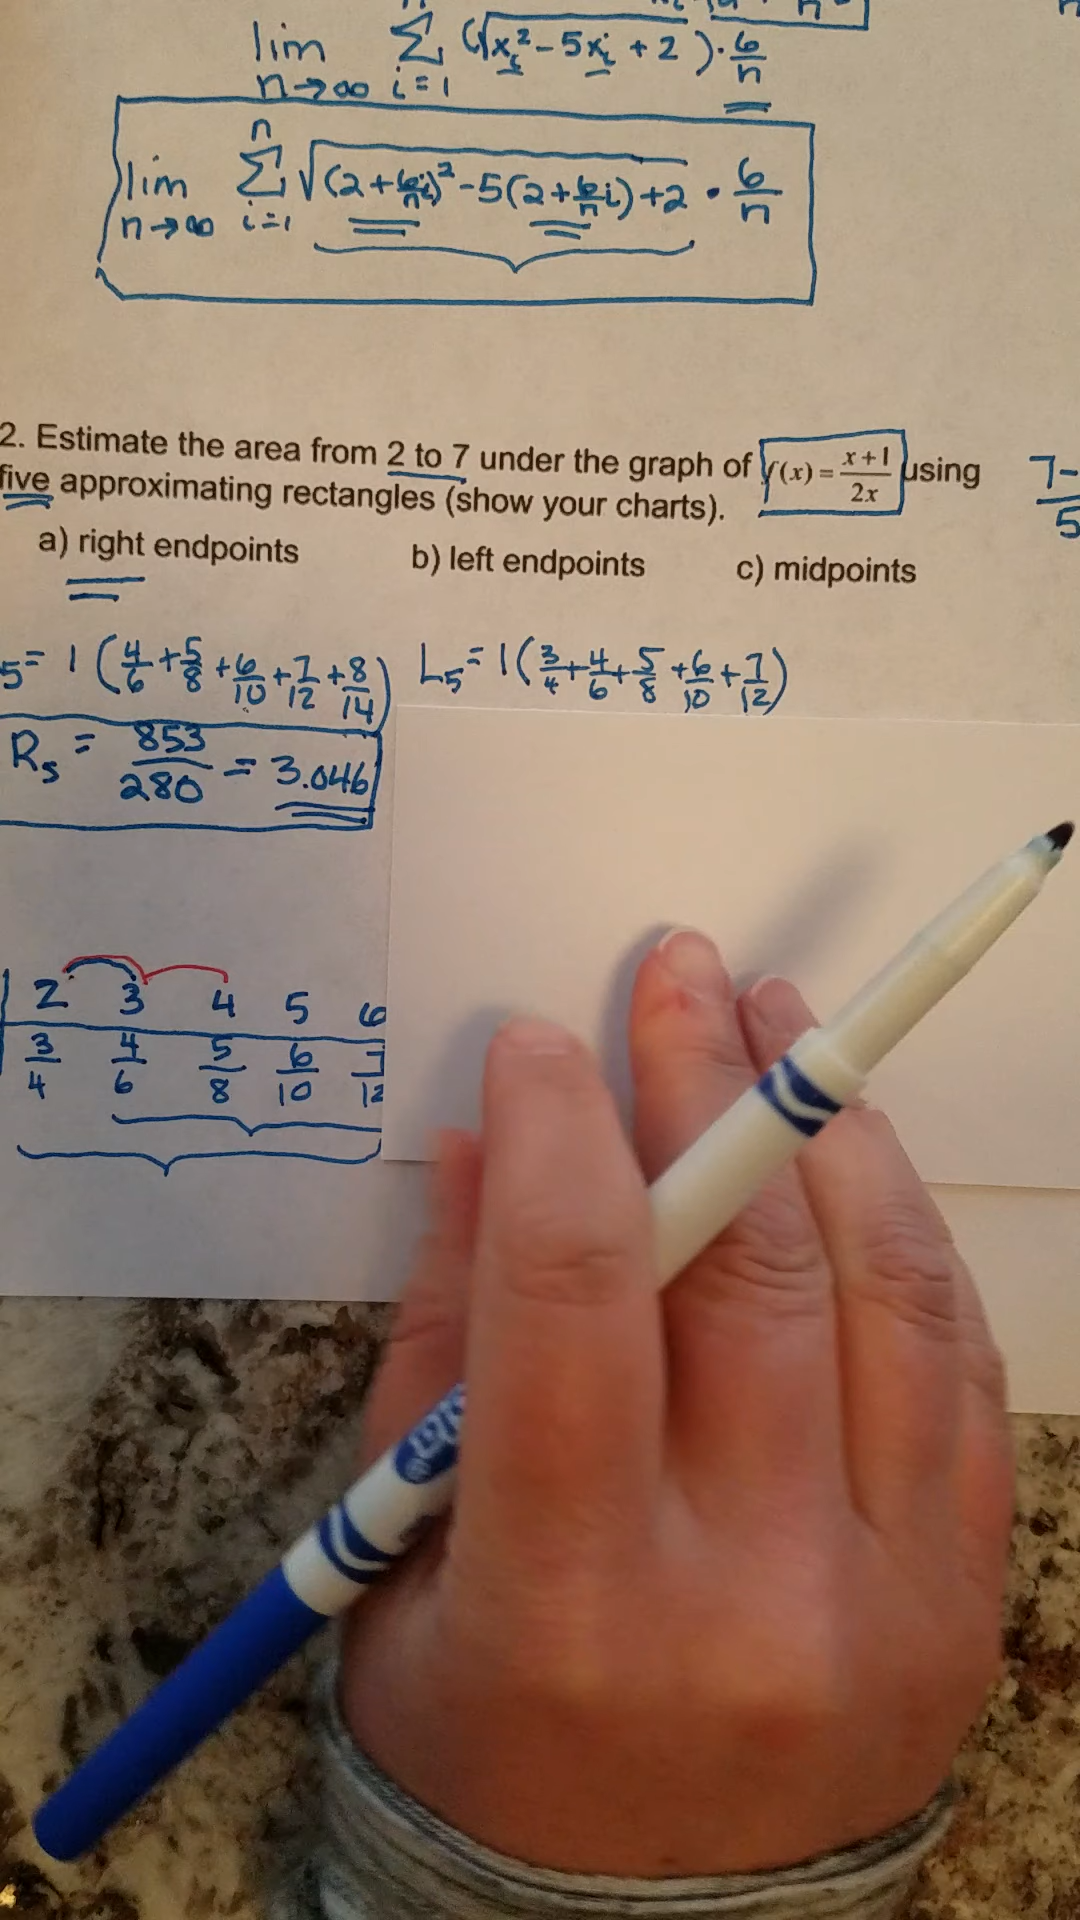 lim Σ (√xᵢ² - 5xᵢ + 2) · 6/n
n→∞ i=1
n
lim Σ √(2+6/n i)² - 5(2+6/n i) + 2 · 6/n
n→∞ i=1
2. Estimate the area from 2 to 7 under the graph of f(x) = x+1/2x using
five approximating rectangles (show your charts).
7-
5
a) right endpoints b) left endpoints c) midpoints
5 = 1 (4/6 + 5/8 + 6/10 + 7/12 + 8/14) L₅ = 1 (3/4 + 4/6 + 5/8 + 6/10 + 7/12)
R₅ = 853/280 = 3.046
2 3 4 5 6
3/4 4/6 5/8 6/10 7/12